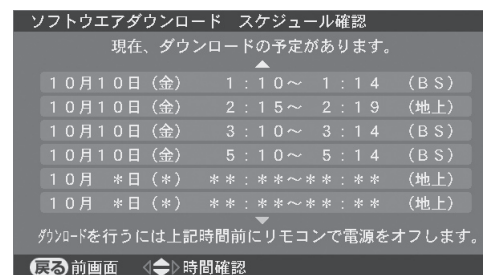 ソフトウエアダウンロード　スケジュール確認
現在、ダウンロードの予定があります。
１０月１０日（金）　１：１０～　１：１４　（ＢＳ）
１０月１０日（金）　２：１５～　２：１９　（地上）
１０月１０日（金）　３：１０～　３：１４　（ＢＳ）
１０月１０日（金）　５：１０～　５：１４　（ＢＳ）
１０月　＊日（＊）　＊＊：＊＊～＊＊：＊＊　（地上）
１０月　＊日（＊）　＊＊：＊＊～＊＊：＊＊　（地上）
ﾀﾞｳﾝﾛｰﾄﾞを行うには上記時間前にリモコンで電源をオフします。
戻る 前画面　時間確認